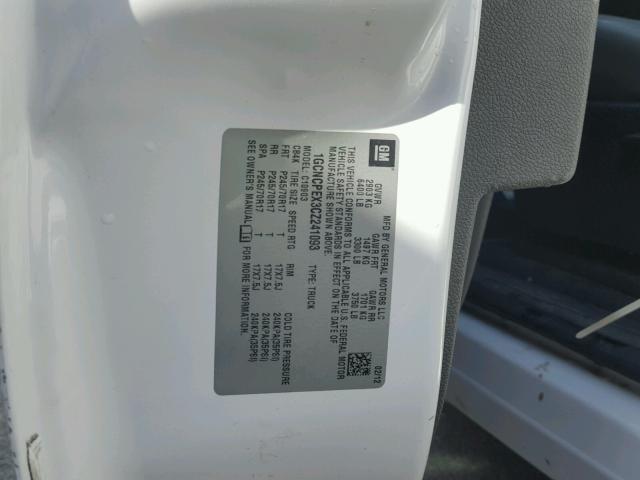 GM
MFD BY GENERAL MOTORS LLC 02/12
GVWR GAWR FRT GAWR RR
2903 KG 1497 KG 1701 KG
6400 LB 3300 LB 3750 LB
THIS VEHICLE CONFORMS TO ALL APPLICABLE U.S. FEDERAL MOTOR
VEHICLE SAFETY STANDARDS IN EFFECT ON THE DATE OF
MANUFACTURE SHOWN ABOVE.
1GCNCPEX3CZ241093 TYPE: TRUCK
MODEL: C10903
CB4K TIRE SIZE SPEED RTG RIM COLD TIRE PRESSURE
FRT P245/70R17 T 17X7.5J 240KPA(35PSI)
RR P245/70R17 T 17X7.5J 240KPA(35PSI)
SPA P245/70R17 T 17X7.5J 240KPA(35PSI)
SEE OWNER'S MANUAL FOR MORE INFORMATION.